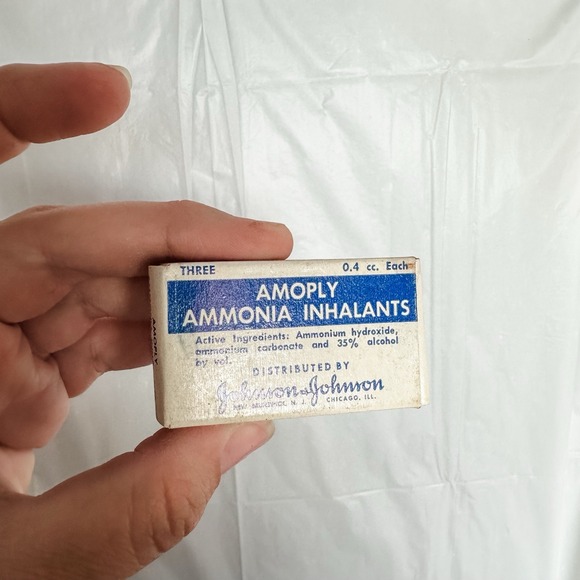 THREE 0.4 cc. Each
AMOPLY
AMMONIA INHALANTS
Active Ingredients: Ammonium hydroxide,
ammonium carbonate and 35% alcohol
by vol.
DISTRIBUTED BY
Johnson & Johnson
NEW BRUNSWICK, N. J. CHICAGO, ILL.
AMOPLY